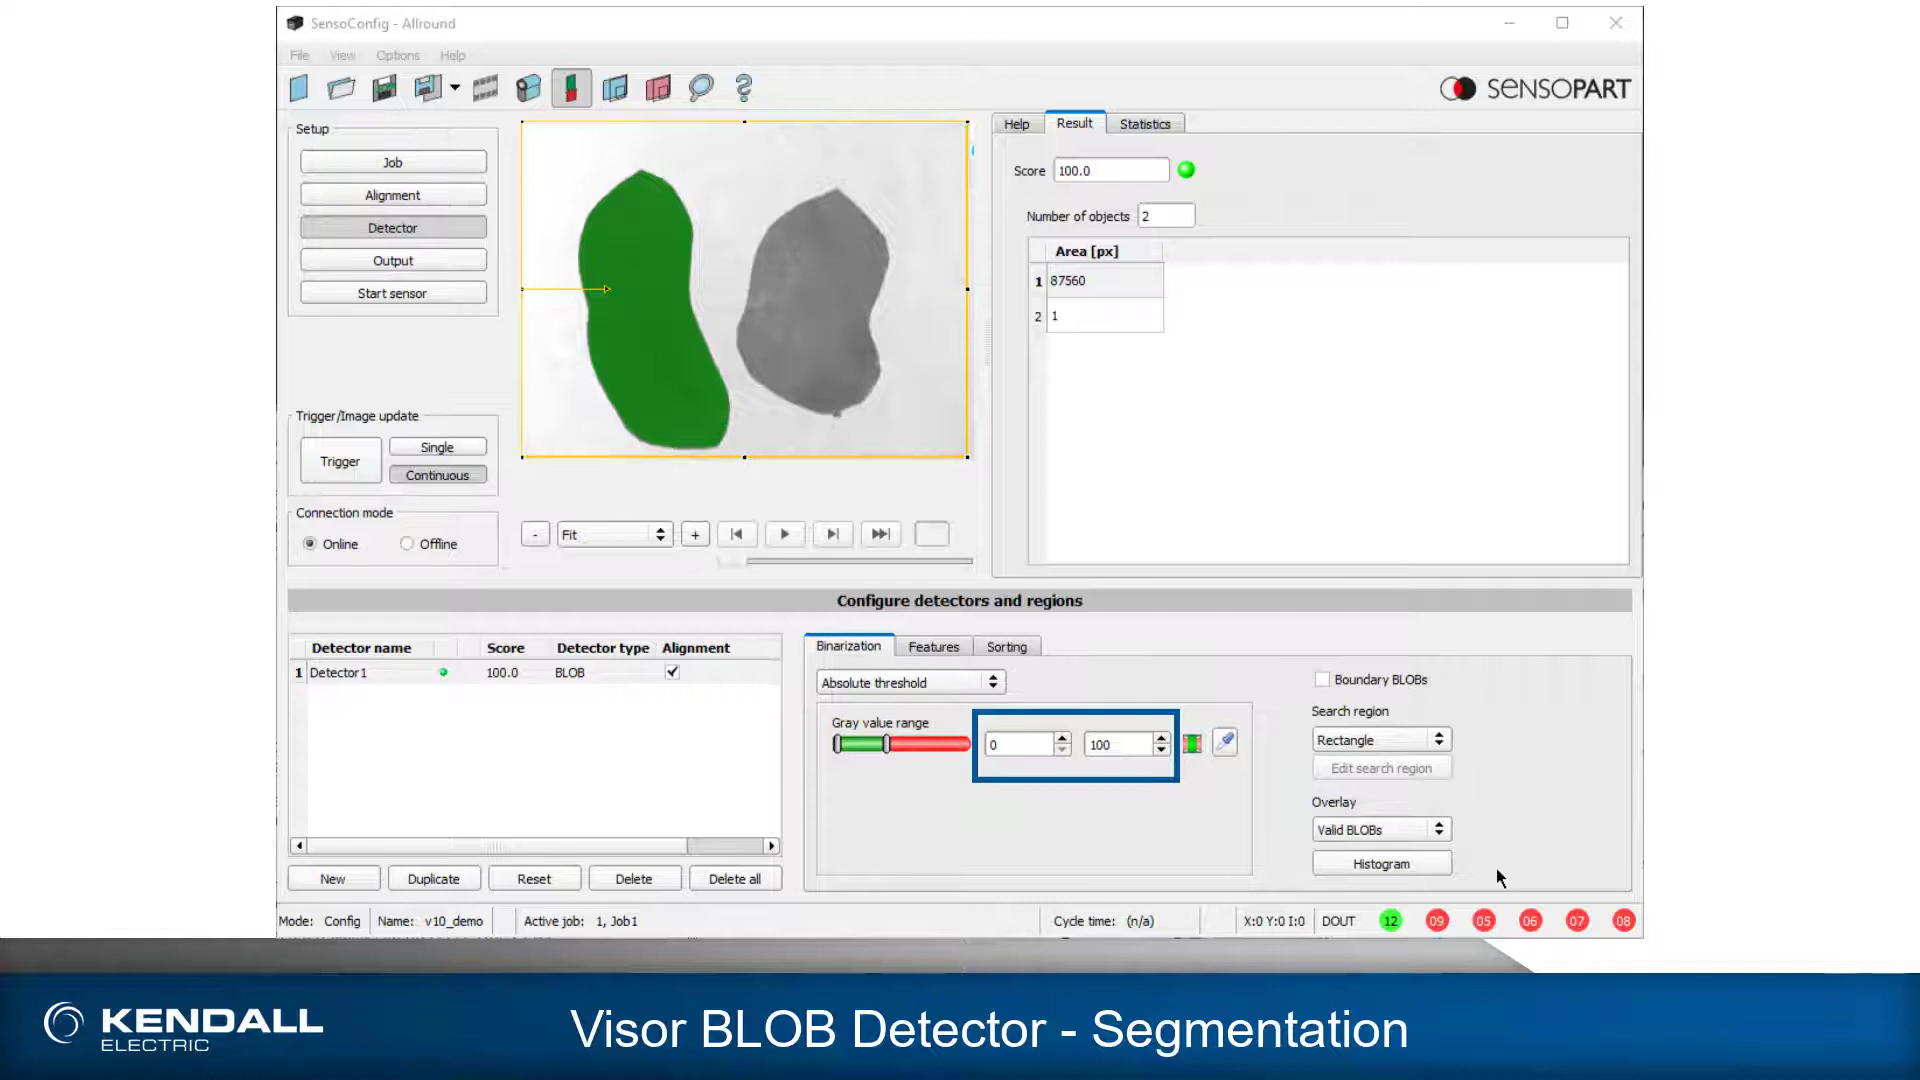 SensoConfig - Allround
File View Options Help
SENSOPART
Setup
Job
Alignment
Detector
Output
Start sensor
Trigger/Image update
Trigger
Single
Continuous
Connection mode
Online Offline
- Fit +
Help Result Statistics
Score 100.0
Number of objects 2
Area [px]
1 87560
2 1
Configure detectors and regions
Detector name Score Detector type Alignment
1 Detector1 100.0 BLOB
New Duplicate Reset Delete Delete all
Binarization Features Sorting
Absolute threshold
Gray value range
0 100
Boundary BLOBs
Search region
Rectangle
Edit search region
Overlay
Valid BLOBs
Histogram
Mode: Config Name: v10_demo Active job: 1, Job1 Cycle time: (n/a) X:0 Y:0 I:0 DOUT 12 09 05 06 07 08
KENDALL
ELECTRIC
Visor BLOB Detector - Segmentation